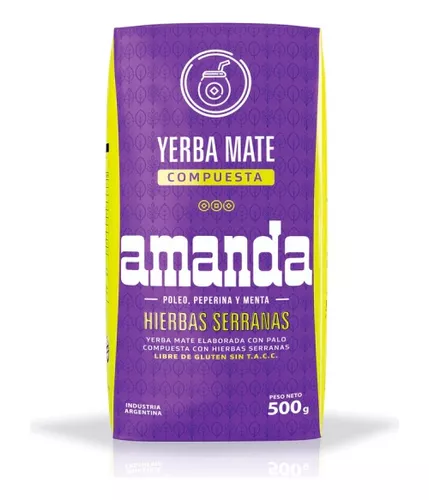 YERBA MATE
COMPUESTA
amanda
POLEO, PEPERINA Y MENTA
HIERBAS SERRANAS
YERBA MATE ELABORADA CON PALO
COMPUESTA CON HIERBAS SERRANAS
LIBRE DE GLUTEN SIN T.A.C.C.
INDUSTRIA
ARGENTINA
PESO NETO
500g